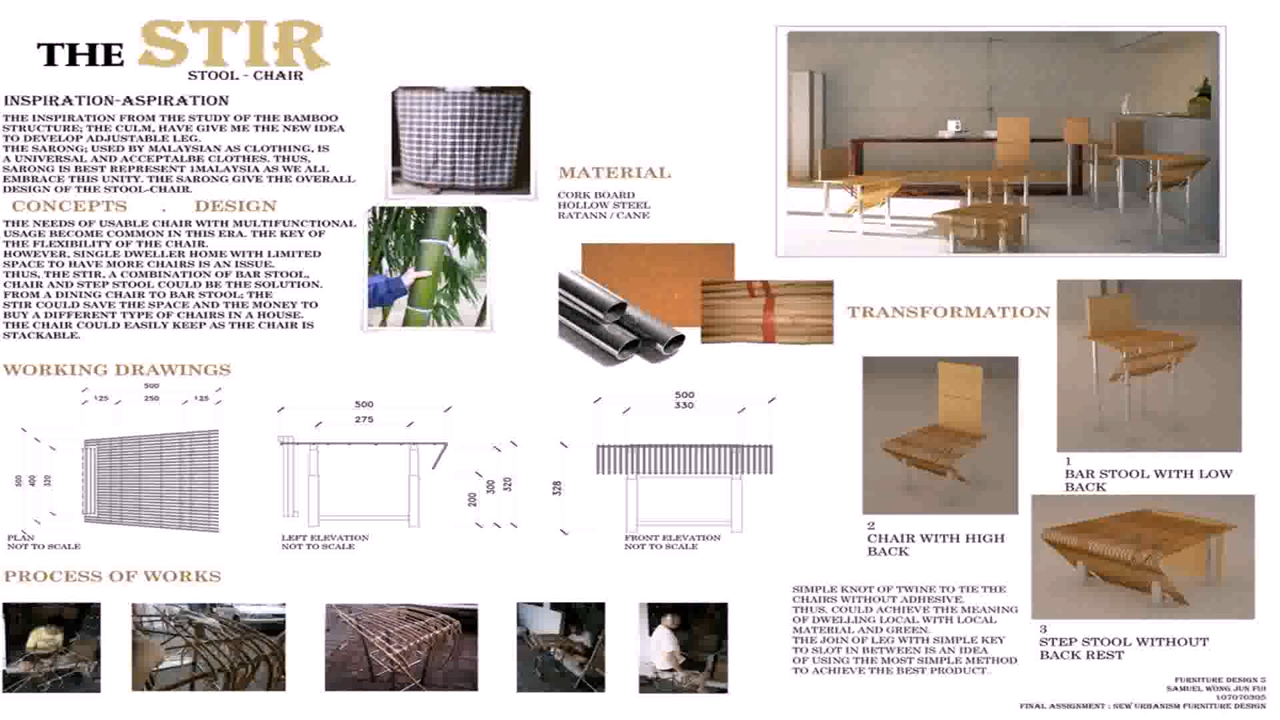 THE STIR
STOOL - CHAIR
INSPIRATION-ASPIRATION
THE INSPIRATION FROM THE STUDY OF THE BAMBOO
STRUCTURE; THE CULM, HAVE GIVE ME THE NEW IDEA
TO DEVELOP ADJUSTABLE LEG.
THE SARONG; USED BY MALAYSIAN AS CLOTHING, IS
A UNIVERSAL AND ACCEPTALBE CLOTHES. THUS,
SARONG IS BEST REPRESENT 1MALAYSIA AS WE ALL
EMBRACE THIS UNITY. THE SARONG GIVE THE OVERALL
DESIGN OF THE STOOL-CHAIR.
CONCEPTS . DESIGN
THE NEEDS OF USABLE CHAIR WITH MULTIFUNCTIONAL
USAGE BECOME COMMON IN THIS ERA. THE KEY OF
THE FLEXIBILITY OF THE CHAIR.
HOWEVER, SINGLE DWELLER HOME WITH LIMITED
SPACE TO HAVE MORE CHAIRS IS AN ISSUE.
THUS, THE STIR, A COMBINATION OF BAR STOOL,
CHAIR AND STEP STOOL COULD BE THE SOLUTION.
FROM A DINING CHAIR TO BAR STOOL; THE
STIR COULD SAVE THE SPACE AND THE MONEY TO
BUY A DIFFERENT TYPE OF CHAIRS IN A HOUSE.
THE CHAIR COULD EASILY KEEP AS THE CHAIR IS
STACKABLE.
MATERIAL
CORK BOARD
HOLLOW STEEL
RATANN / CANE
WORKING DRAWINGS
500
125 250 125
500 400 320
PLAN
NOT TO SCALE
500
275
200 300 320
LEFT ELEVATION
NOT TO SCALE
500
330
328
FRONT ELEVATION
NOT TO SCALE
TRANSFORMATION
1
BAR STOOL WITH LOW
BACK
2
CHAIR WITH HIGH
BACK
3
STEP STOOL WITHOUT
BACK REST
PROCESS OF WORKS
SIMPLE KNOT OF TWINE TO TIE THE
CHAIRS WITHOUT ADHESIVE.
THUS, COULD ACHIEVE THE MEANING
OF DWELLING LOCAL WITH LOCAL
MATERIAL AND GREEN.
THE JOIN OF LEG WITH SIMPLE KEY
TO SLOT IN BETWEEN IS AN IDEA
OF USING THE MOST SIMPLE METHOD
TO ACHIEVE THE BEST PRODUCT.
FURNITURE DESIGN
SAMUEL WONG JUN
FINAL ASSIGNMENT : NEW URBANISM FURNITURE DESIGN